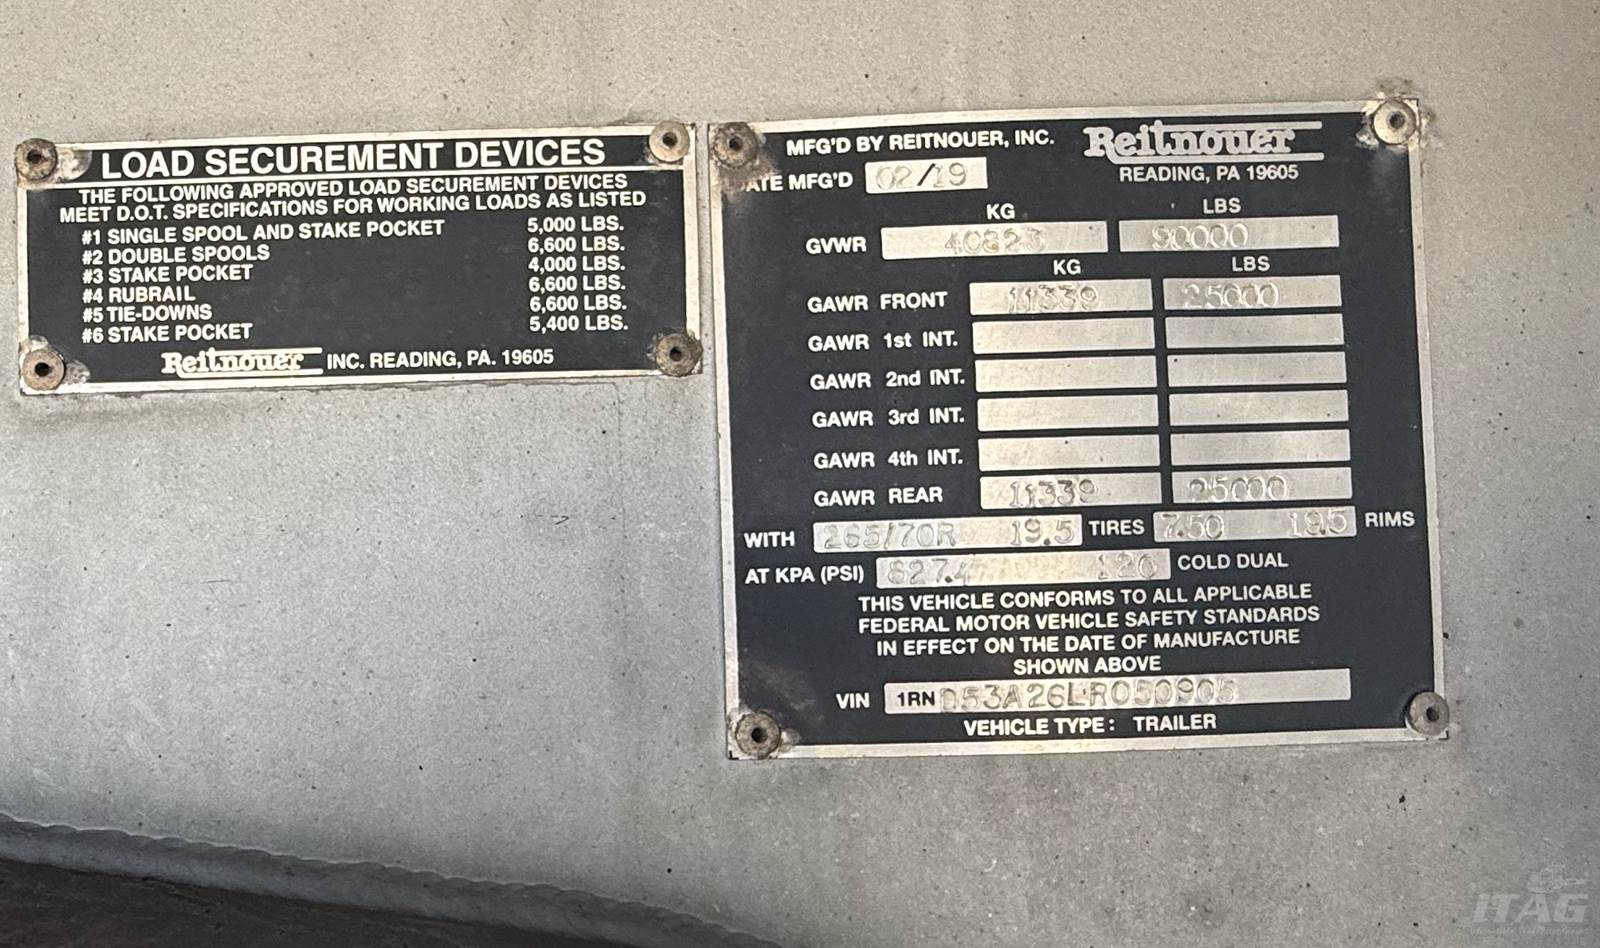 LOAD SECUREMENT DEVICES
THE FOLLOWING APPROVED LOAD SECUREMENT DEVICES
MEET D.O.T. SPECIFICATIONS FOR WORKING LOADS AS LISTED
#1 SINGLE SPOOL AND STAKE POCKET 5,000 LBS.
#2 DOUBLE SPOOLS 6,600 LBS.
#3 STAKE POCKET 4,000 LBS.
#4 RUBRAIL 6,600 LBS.
#5 TIE-DOWNS 6,600 LBS.
#6 STAKE POCKET 5,400 LBS.
Reitnouer INC. READING, PA. 19605
MFG'D BY REITNOUER, INC. Reitnouer
DATE MFG'D 02/19 READING, PA 19605
KG LBS
GVWR 40823 90000
KG LBS
GAWR FRONT 11339 25000
GAWR 1st INT.
GAWR 2nd INT.
GAWR 3rd INT.
GAWR 4th INT.
GAWR REAR 11339 25000
WITH 265/70R 19.5 TIRES 7.50 19.5 RIMS
AT KPA (PSI) 827.4 120 COLD DUAL
THIS VEHICLE CONFORMS TO ALL APPLICABLE
FEDERAL MOTOR VEHICLE SAFETY STANDARDS
IN EFFECT ON THE DATE OF MANUFACTURE
SHOWN ABOVE
VIN 1RND53A26LR050905
VEHICLE TYPE: TRAILER
ITAG